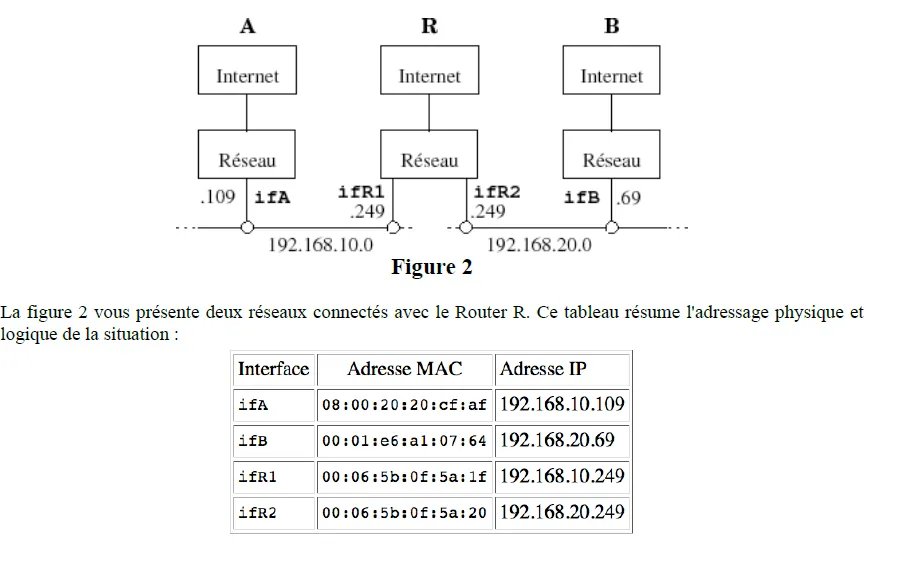 A R B
Internet Internet Internet
Réseau Réseau Réseau
.109 ifA ifR1 ifR2 ifB .69
.249 .249
192.168.10.0 192.168.20.0
Figure 2
La figure 2 vous présente deux réseaux connectés avec le Router R. Ce tableau résume l'adressage physique et
logique de la situation :
Interface Adresse MAC Adresse IP
ifA 08:00:20:20:cf:af 192.168.10.109
ifB 00:01:e6:a1:07:64 192.168.20.69
ifR1 00:06:5b:0f:5a:1f 192.168.10.249
ifR2 00:06:5b:0f:5a:20 192.168.20.249